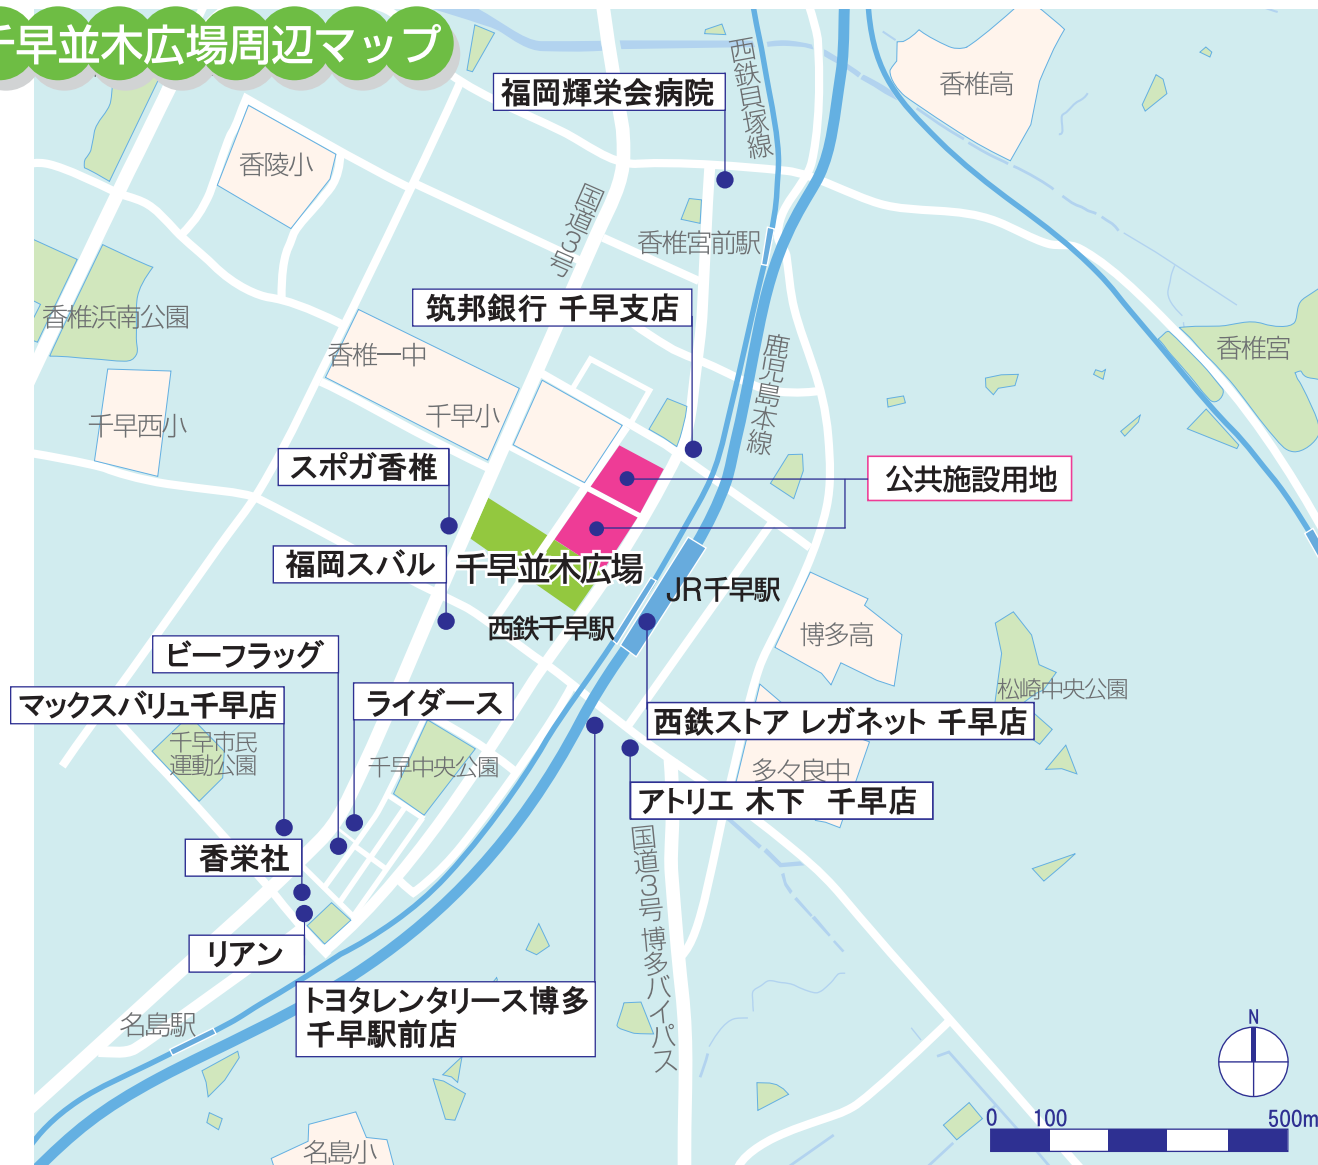 千早並木広場周辺マップ
福岡輝栄会病院
西鉄貝塚線
香椎高
香陵小
国道3号
香椎宮前駅
筑邦銀行 千早支店
香椎浜南公園
香椎一中
鹿児島本線
香椎宮
千早西小
千早小
スポガ香椎
公共施設用地
福岡スバル
千早並木広場
JR千早駅
西鉄千早駅
博多高
ビーフラッグ
マックスバリュ千早店
ライダース
松崎中央公園
西鉄ストア レガネット 千早店
千早市民
運動公園
千早中央公園
多々良中
アトリエ 木下 千早店
香栄社
国道3号 博多バイパス
リアン
トヨタレンタリース博多
千早駅前店
名島駅
N
0 100 500m
名島小